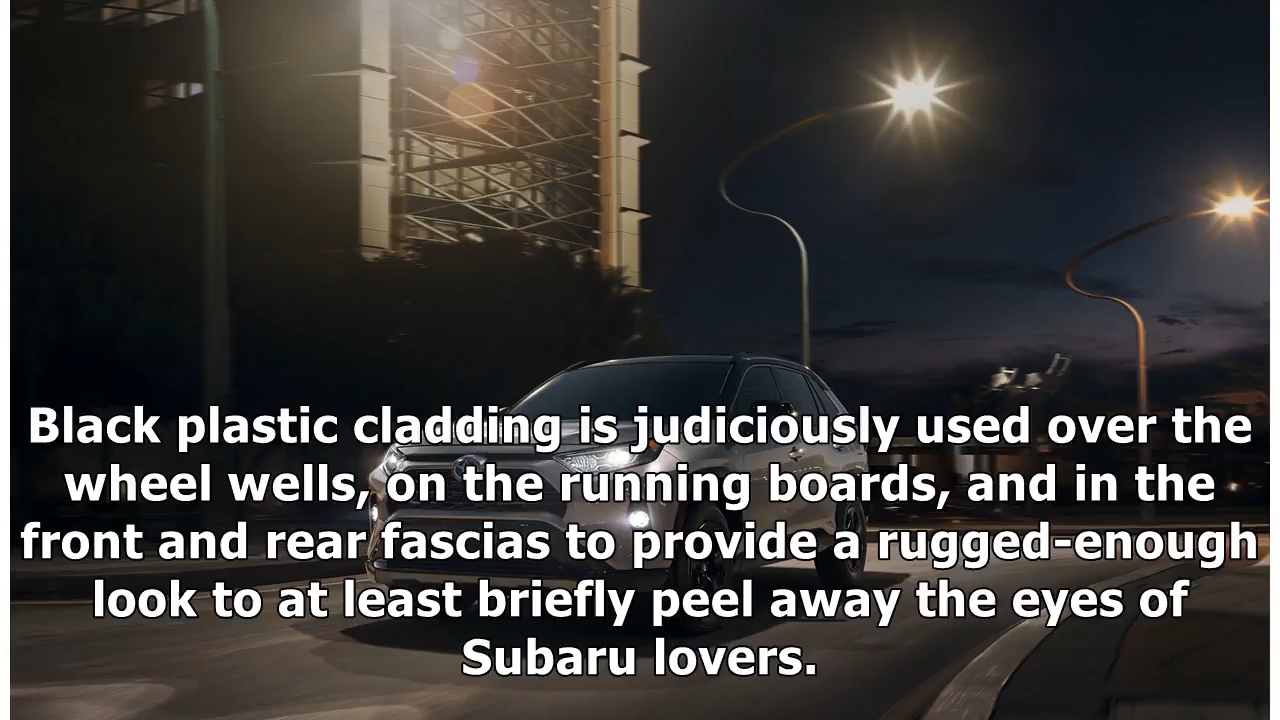 Black plastic cladding is judiciously used over the
wheel wells, on the running boards, and in the
front and rear fascias to provide a rugged-enough
look to at least briefly peel away the eyes of
Subaru lovers.